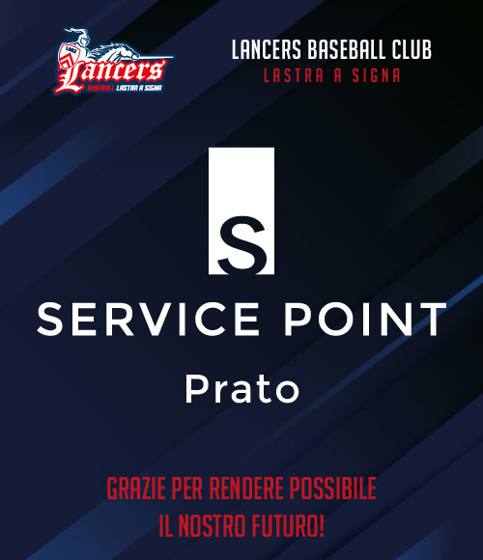 Lancers
BASEBALL LASTRA A SIGNA
LANCERS BASEBALL CLUB
LASTRA A SIGNA
S
SERVICE POINT
Prato
GRAZIE PER RENDERE POSSIBILE
IL NOSTRO FUTURO!